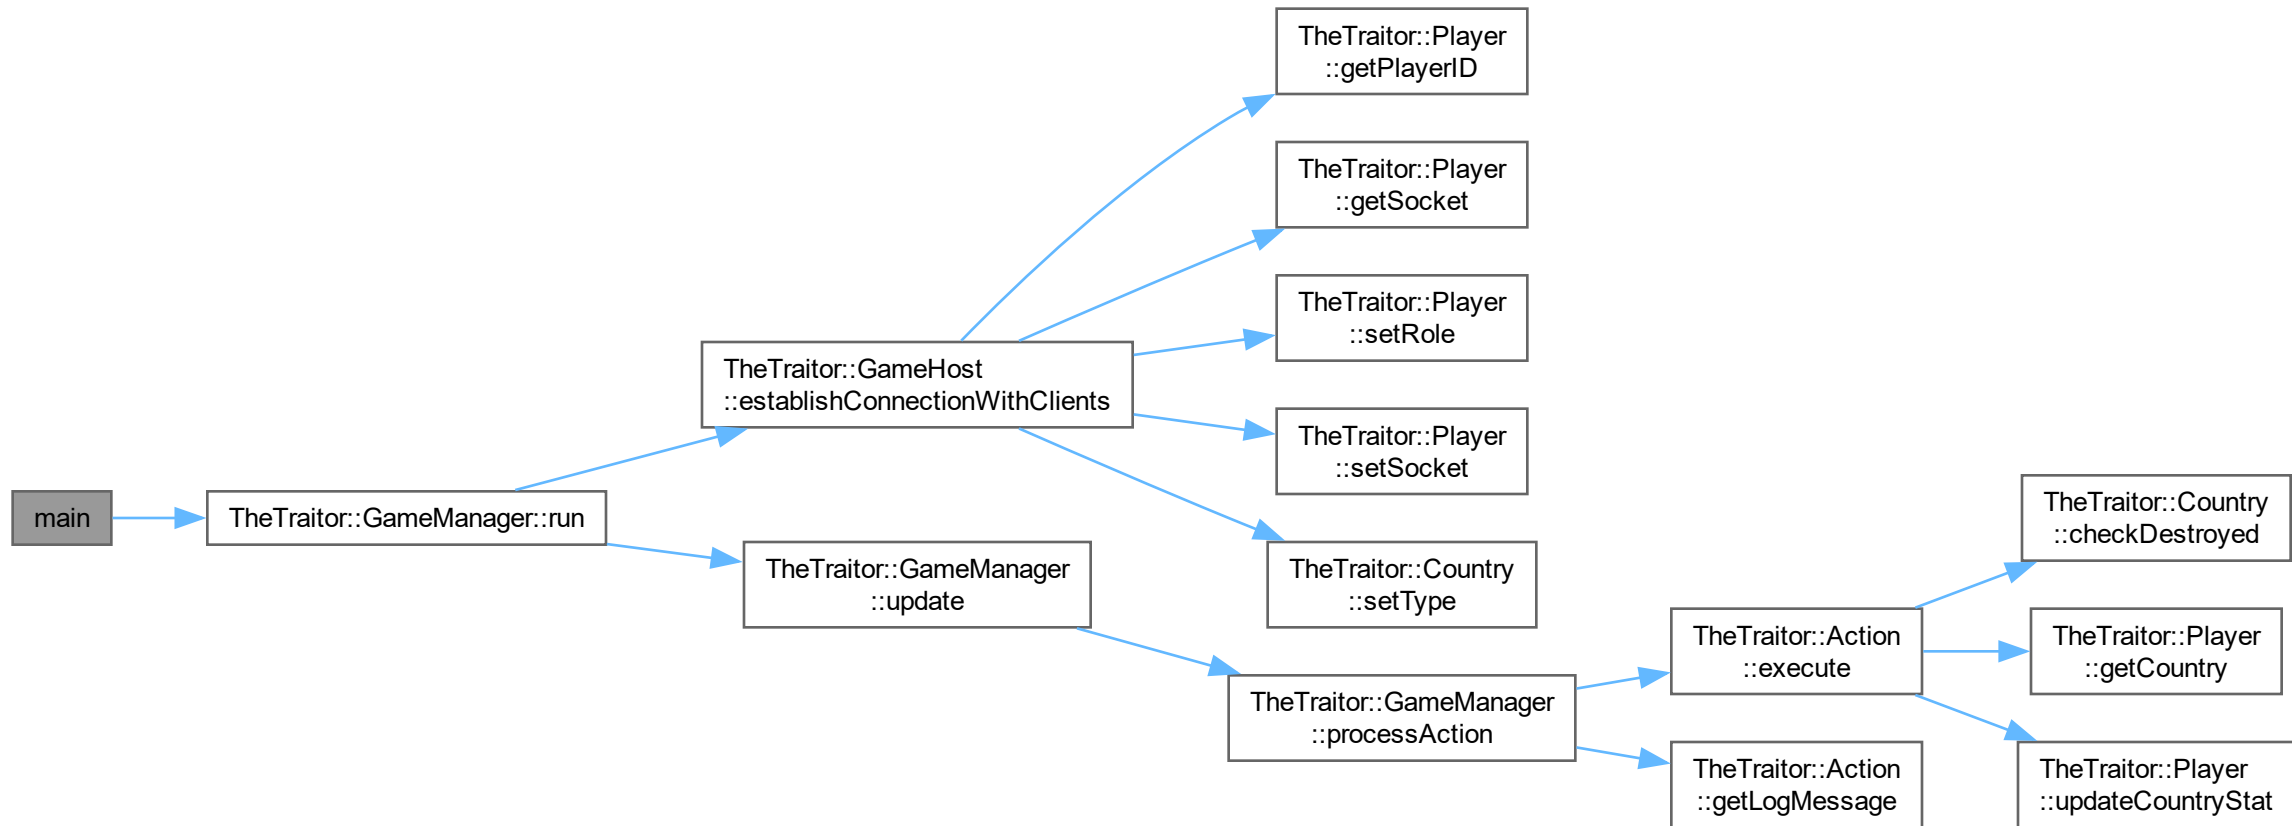 TheTraitor::Player
::getPlayerID
TheTraitor::Player
::getSocket
TheTraitor::Player
::setRole
TheTraitor::GameHost
::establishConnectionWithClients
TheTraitor::Player
::setSocket
main
TheTraitor::GameManager::run
TheTraitor::Country
::checkDestroyed
TheTraitor::GameManager
::update
TheTraitor::Country
::setType
TheTraitor::Action
::execute
TheTraitor::Player
::getCountry
TheTraitor::GameManager
::processAction
TheTraitor::Action
::getLogMessage
TheTraitor::Player
::updateCountryStat